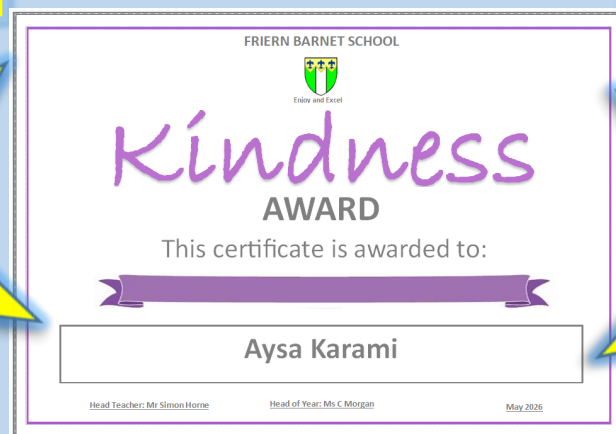 FRIERN BARNET SCHOOL
Enjoy and Excel
Kindness
AWARD
This certificate is awarded to:
Aysa Karami
Head Teacher: Mr Simon Horne
Head of Year: Ms C Morgan
May 2026